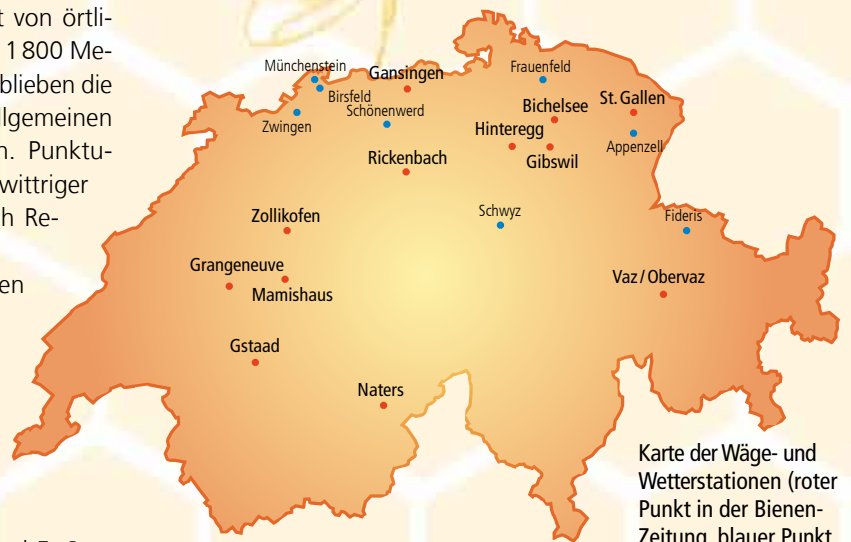 t von örtli-
1 800 Me-
blieben die
llgemeinen
n. Punktu-
wittriger
h Re-
en
Münchenstein
Gansingen
Frauenfeld
Birsfeld
Schönenwerd
Bichelsee
St. Gallen
Zwingen
Hinteregg
Appenzell
Rickenbach
Gibswil
Schwyz
Zollikofen
Fideris
Grangeneuve
Mamishaus
Vaz / Obervaz
Gstaad
Naters
Karte der Wäge- und
Wetterstationen (roter
Punkt in der Bienen-
Zeitung, blauer Punkt